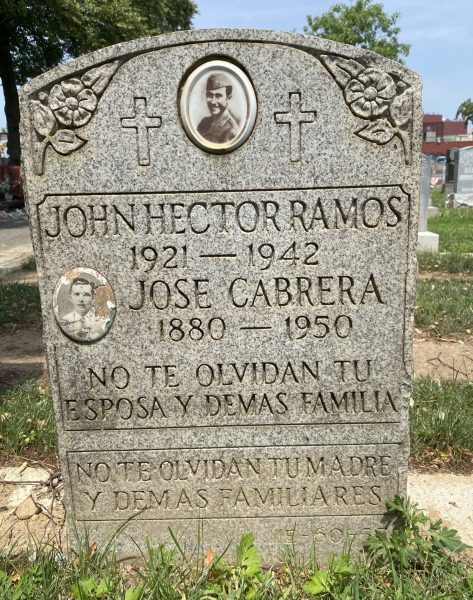 JOHN HECTOR RAMOS
1921 — 1942
JOSE CABRERA
1880 — 1950
NO TE OLVIDAN TU
ESPOSA Y DEMAS FAMILIA
NO TE OLVIDAN TU MADRE
Y DEMAS FAMILIARES